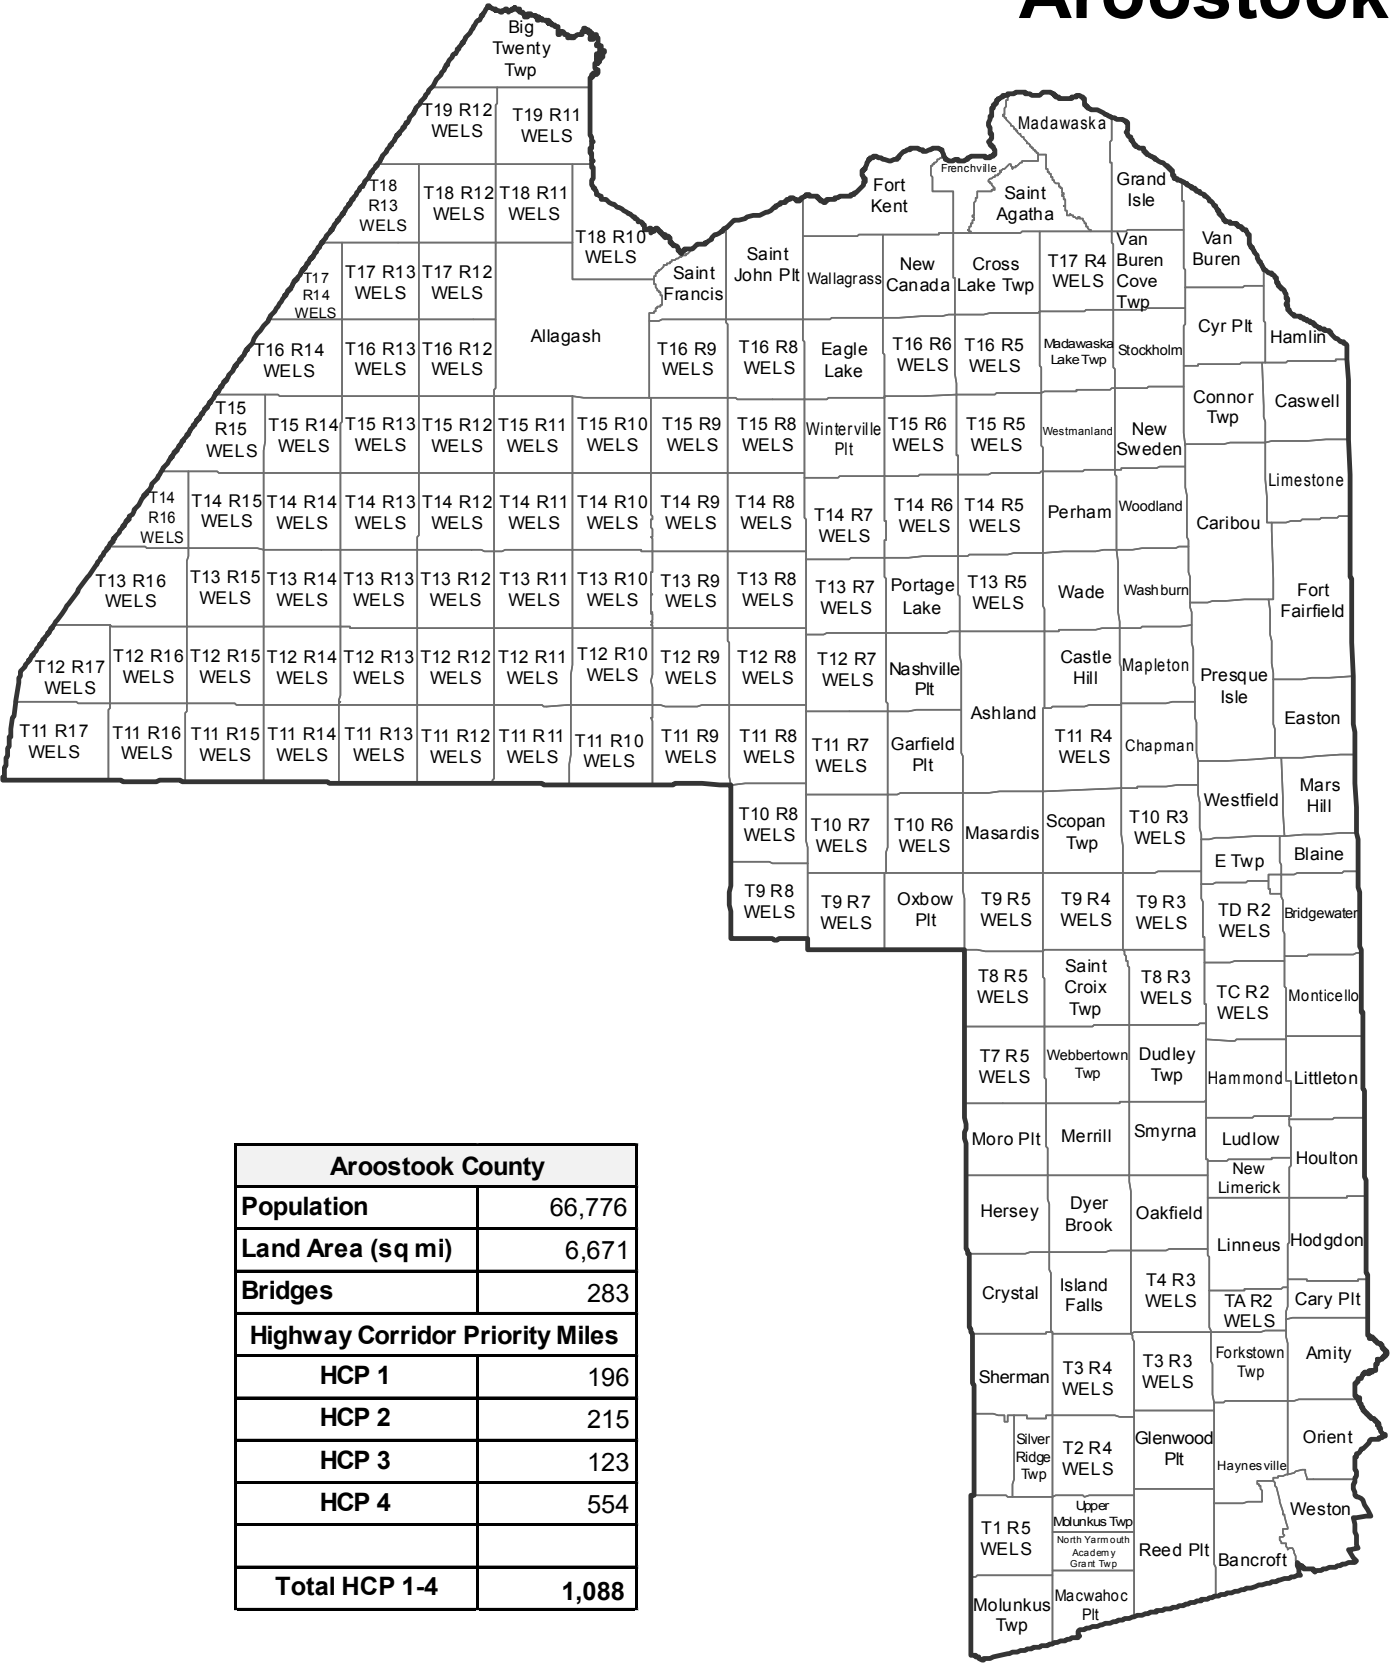 Aroostook
Big
Twenty
Twp
T19 R12
WELS
T19 R11
WELS
T18
R13
WELS
T18 R12
WELS
T18 R11
WELS
T18 R10
WELS
Madawaska
Frenchville
Fort
Kent
Saint
Agatha
Grand
Isle
T17
R14
WELS
T17 R13
WELS
T17 R12
WELS
Allagash
Saint
Francis
Saint
John Plt
Wallagrass
New
Canada
Cross
Lake Twp
T17 R4
WELS
Van
Buren
Cove
Twp
Van
Buren
Cyr Plt
Hamlin
T16 R14
WELS
T16 R13
WELS
T16 R12
WELS
T16 R9
WELS
T16 R8
WELS
Eagle
Lake
T16 R6
WELS
T16 R5
WELS
Madawaska
Lake Twp
Stockholm
Connor
Twp
Caswell
T15
R15
WELS
T15 R14
WELS
T15 R13
WELS
T15 R12
WELS
T15 R11
WELS
T15 R10
WELS
T15 R9
WELS
T15 R8
WELS
Winterville
Plt
T15 R6
WELS
T15 R5
WELS
Westmanland
New
Sweden
Limestone
T14
R16
WELS
T14 R15
WELS
T14 R14
WELS
T14 R13
WELS
T14 R12
WELS
T14 R11
WELS
T14 R10
WELS
T14 R9
WELS
T14 R8
WELS
T14 R7
WELS
T14 R6
WELS
T14 R5
WELS
Perham
Woodland
Caribou
T13 R16
WELS
T13 R15
WELS
T13 R14
WELS
T13 R13
WELS
T13 R12
WELS
T13 R11
WELS
T13 R10
WELS
T13 R9
WELS
T13 R8
WELS
T13 R7
WELS
Portage
Lake
T13 R5
WELS
Wade
Washburn
Fort
Fairfield
T12 R17
WELS
T12 R16
WELS
T12 R15
WELS
T12 R14
WELS
T12 R13
WELS
T12 R12
WELS
T12 R11
WELS
T12 R10
WELS
T12 R9
WELS
T12 R8
WELS
T12 R7
WELS
Nashville
Plt
Ashland
Castle
Hill
Mapleton
Presque
Isle
Easton
T11 R17
WELS
T11 R16
WELS
T11 R15
WELS
T11 R14
WELS
T11 R13
WELS
T11 R12
WELS
T11 R11
WELS
T11 R10
WELS
T11 R9
WELS
T11 R8
WELS
T11 R7
WELS
Garfield
Plt
T11 R4
WELS
Chapman
Westfield
Mars
Hill
T10 R8
WELS
T10 R7
WELS
T10 R6
WELS
Masardis
Scopan
Twp
T10 R3
WELS
E Twp
Blaine
T9 R8
WELS
T9 R7
WELS
Oxbow
Plt
T9 R5
WELS
T9 R4
WELS
T9 R3
WELS
TD R2
WELS
Bridgewater
T8 R5
WELS
Saint
Croix
Twp
T8 R3
WELS
TC R2
WELS
Monticello
T7 R5
WELS
Webbertown
Twp
Dudley
Twp
Hammond
Littleton
Moro Plt
Merrill
Smyrna
Ludlow
New
Limerick
Houlton
Hersey
Dyer
Brook
Oakfield
Linneus
Hodgdon
Crystal
Island
Falls
T4 R3
WELS
TA R2
WELS
Cary Plt
Sherman
T3 R4
WELS
T3 R3
WELS
Forkstown
Twp
Amity
Silver
Ridge
Twp
T2 R4
WELS
Glenwood
Plt
Haynesville
Orient
Weston
T1 R5
WELS
Upper
Molunkus Twp
North Yarmouth
Academy
Grant Twp
Reed Plt
Bancroft
Molunkus
Twp
Macwahoc
Plt
Aroostook County
Population 66,776
Land Area (sq mi) 6,671
Bridges 283
Highway Corridor Priority Miles
HCP 1 196
HCP 2 215
HCP 3 123
HCP 4 554
Total HCP 1-4 1,088